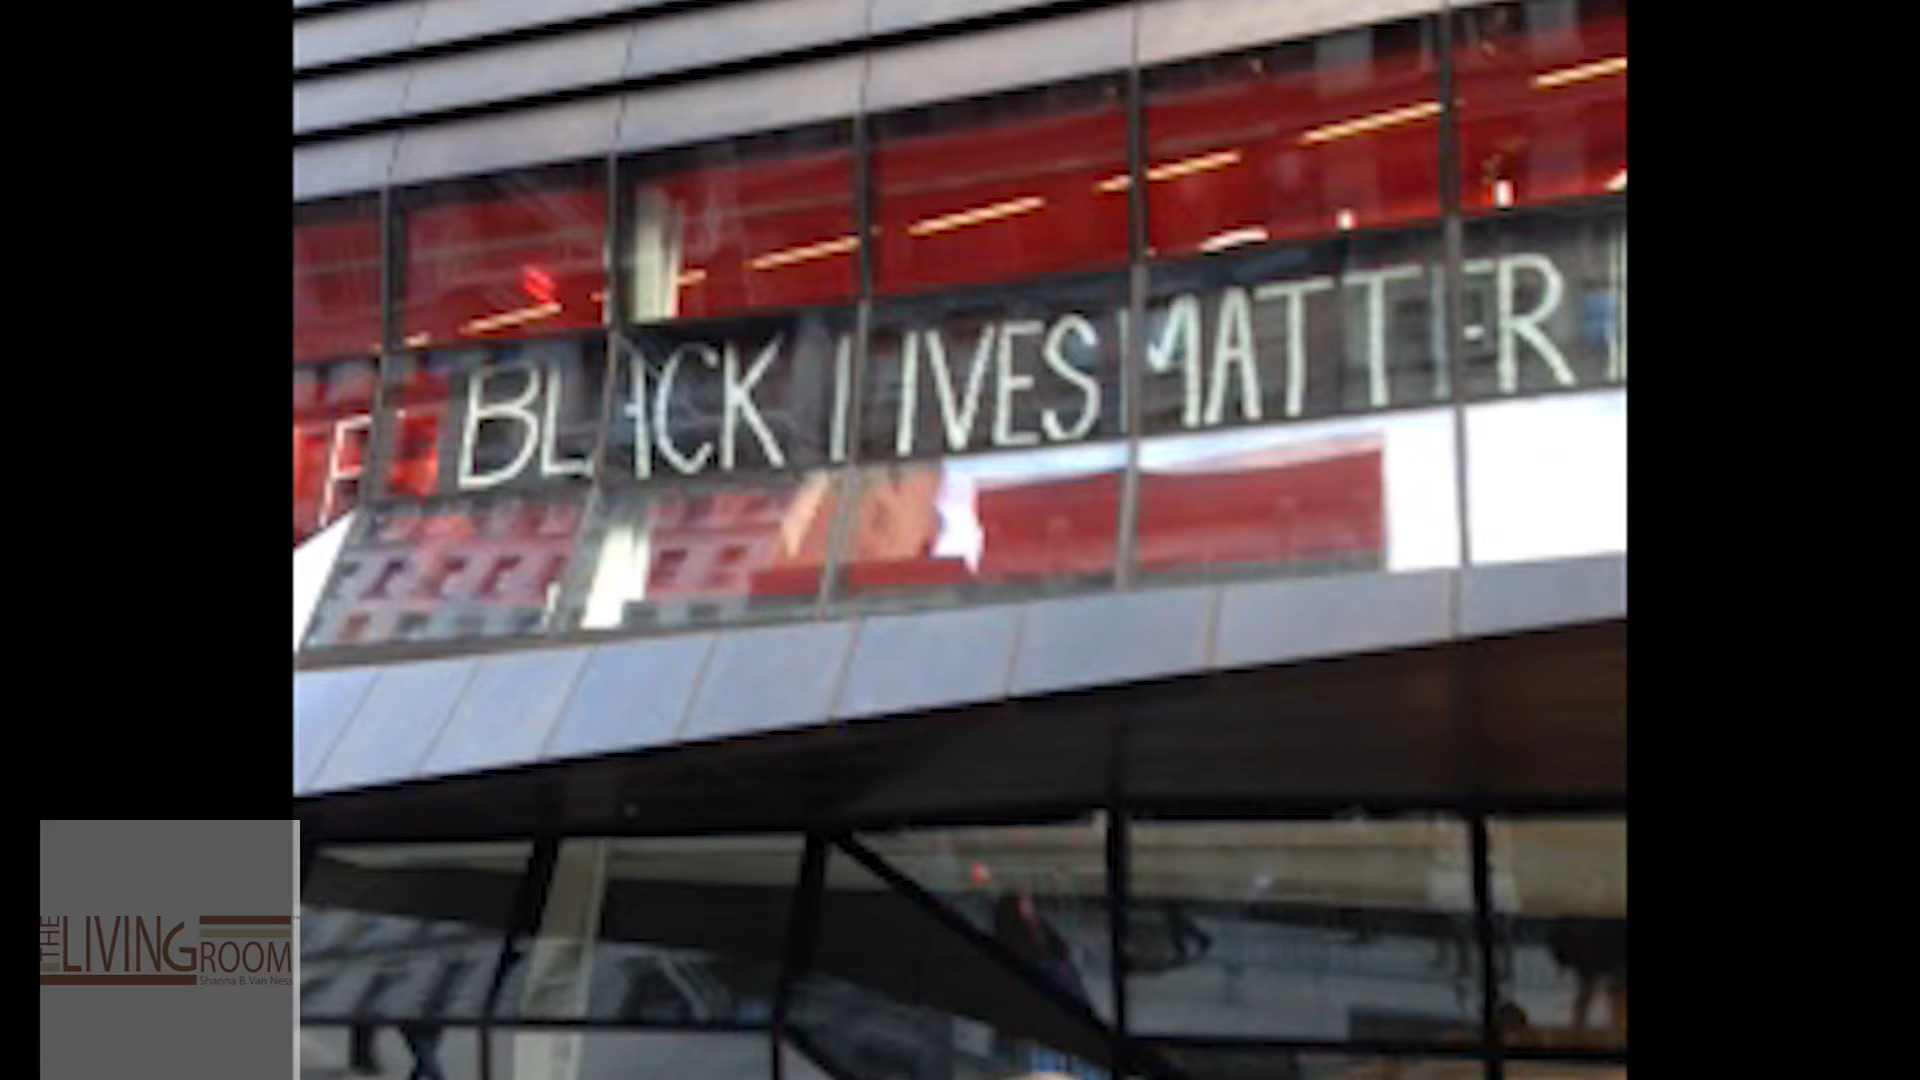 BLACK LIVES MATTER
THE LIVING ROOM
Shanna B. Van Ness